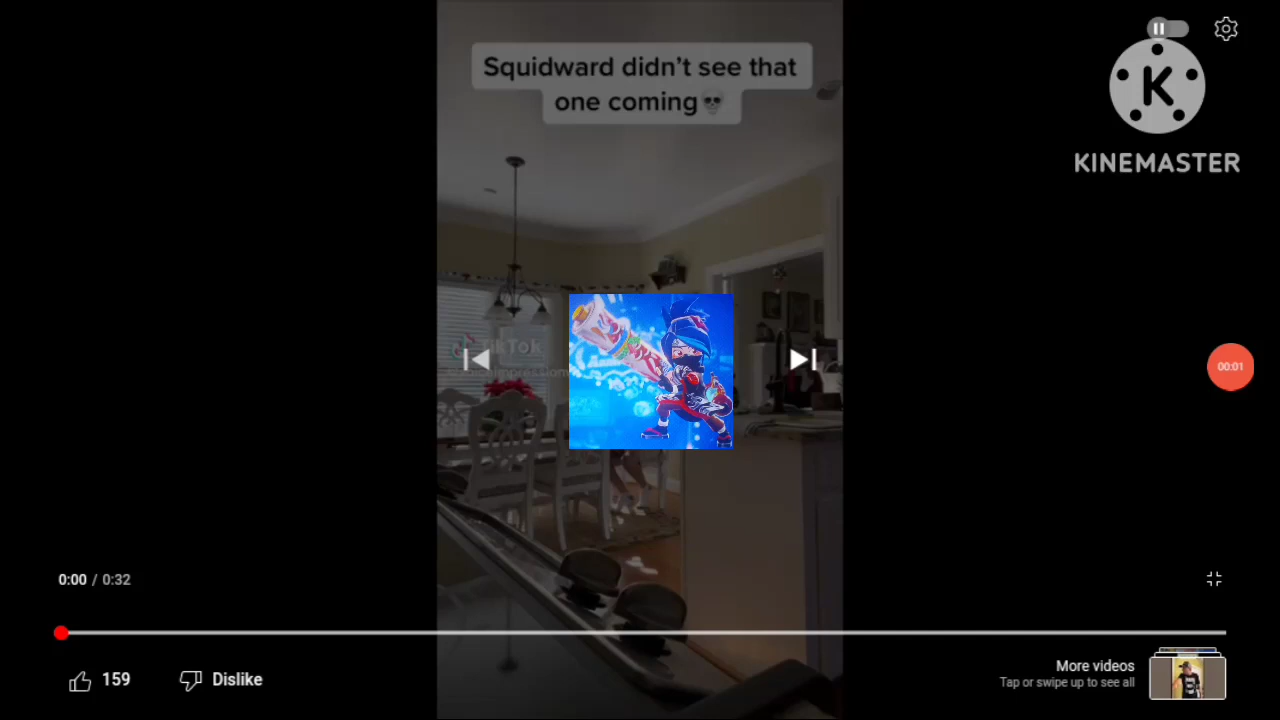 Squidward didn't see that
one coming💀
K
KINEMASTER
TikTok
00:01
0:00 / 0:32
159
Dislike
More videos
Tap or swipe up to see all